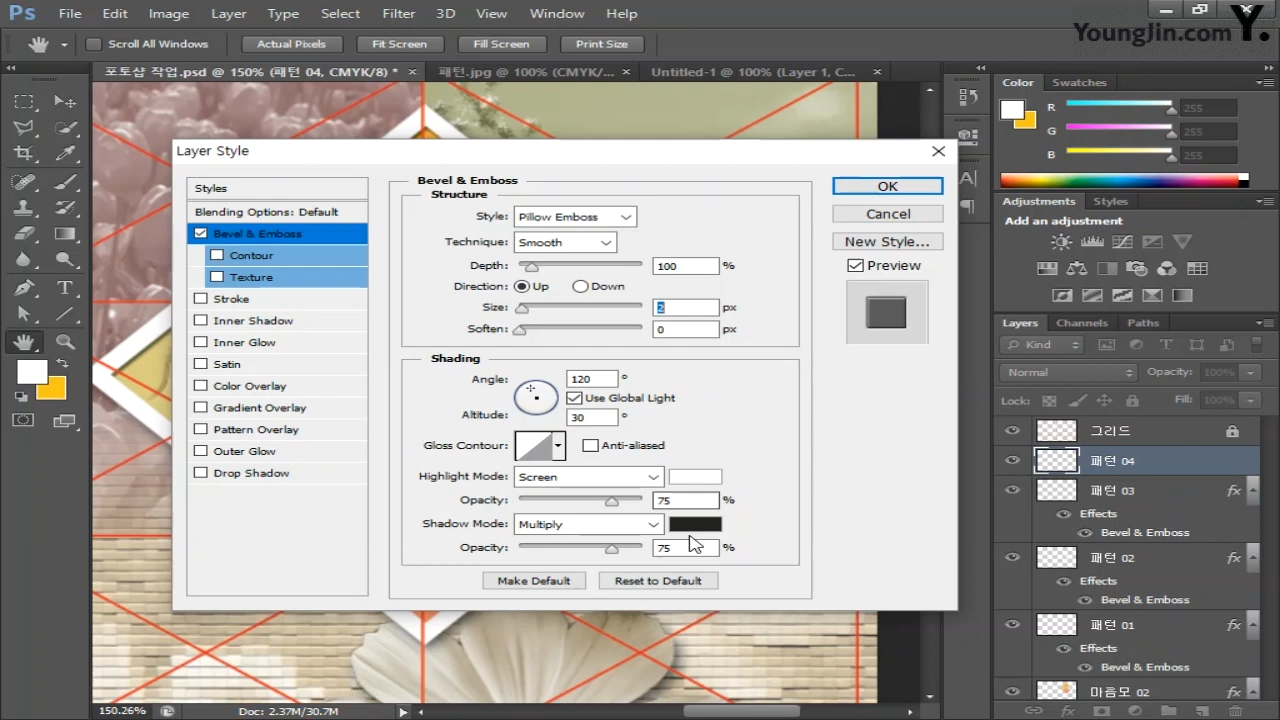 Ps File Edit Image Layer Type Select Filter 3D View Window Help
YoungJin.com Y.
Scroll All Windows Actual Pixels Fit Screen Fill Screen Print Size
포토샵 작업.psd @ 150% (패턴 04, CMYK/8) * × 패턴.jpg @ 100% (CMYK/... × Untitled-1 @ 100% (Layer 1, C... ×
Color Swatches
R 255
G 255
B 255
Layer Style
Styles
Blending Options: Default
Bevel & Emboss
Contour
Texture
Stroke
Inner Shadow
Inner Glow
Satin
Color Overlay
Gradient Overlay
Pattern Overlay
Outer Glow
Drop Shadow
Bevel & Emboss
Structure
Style: Pillow Emboss
Technique: Smooth
Depth: 100 %
Direction: Up Down
Size: 2 px
Soften: 0 px
Shading
Angle: 120 °
Use Global Light
Altitude: 30 °
Gloss Contour: Anti-aliased
Highlight Mode: Screen
Opacity: 75 %
Shadow Mode: Multiply
Opacity: 75 %
Make Default Reset to Default
OK
Cancel
New Style...
Preview
Adjustments Styles
Add an adjustment
Layers Channels Paths
Kind
Normal Opacity: 100%
Lock: Fill: 100%
그리드
패턴 04
패턴 03 fx
Effects
Bevel & Emboss
패턴 02 fx
Effects
Bevel & Emboss
패턴 01 fx
Effects
Bevel & Emboss
마음모 02 fx
150.26% Doc: 2.37M/30.7M